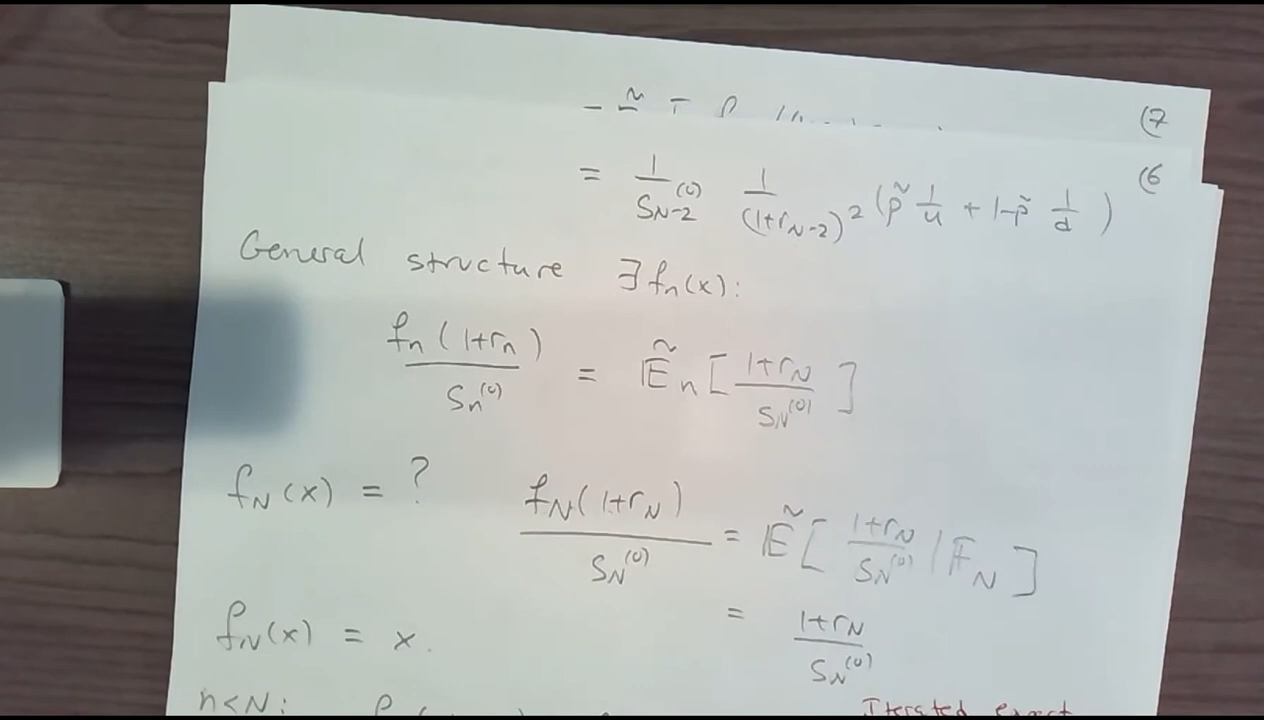 (7
= 1/S_{N-2}^{(0)} 1/(1+r_{N-2})^2 (p̃ 1/u + 1-p̃ 1/d) (6
General structure ∃ f_n(x):
f_n(1+r_n)/S_n^{(0)} = Ẽ_n[(1+r_N)/S_N^{(0)}]
f_N(x) = ? f_N(1+r_N)/S_N^{(0)} = Ẽ[(1+r_N)/S_N^{(0)} | F_N]
f_N(x) = x. = (1+r_N)/S_N^{(0)}
n<N: Iterated